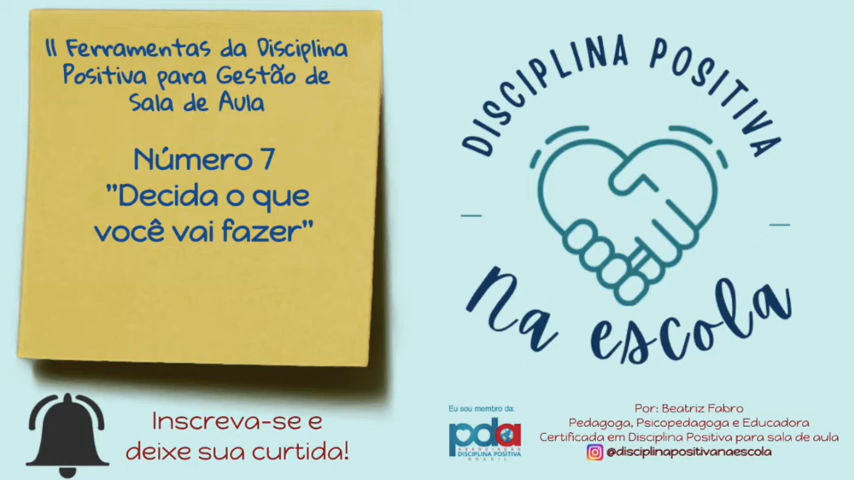 11 Ferramentas da Disciplina
Positiva para Gestão de
Sala de Aula
Número 7
"Decida o que
você vai fazer"
Inscreva-se e
deixe sua curtida!
DISCIPLINA POSITIVA
Na escola
Eu sou membro da:
pda
DISCIPLINA POSITIVA
BRASIL
Por: Beatriz Fabro
Pedagoga, Psicopedagoga e Educadora
Certificada em Disciplina Positiva para sala de aula
@disciplinapositivanaescola